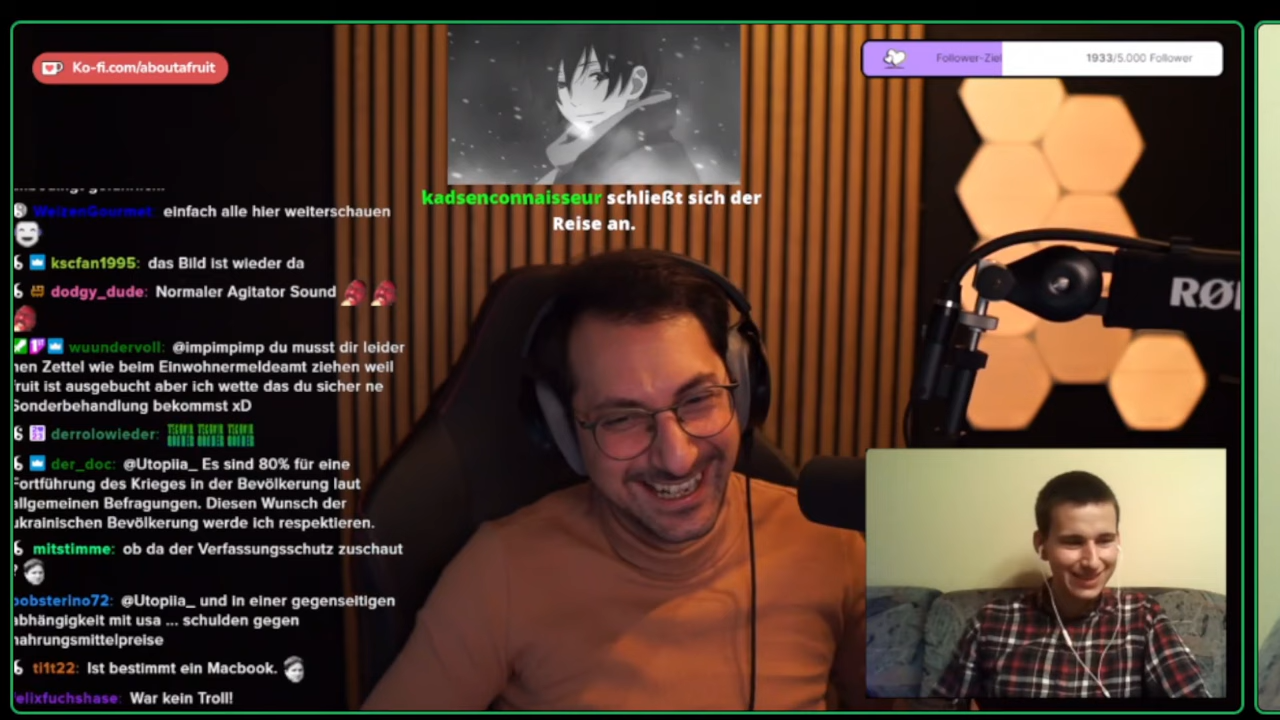 Ko-fi.com/aboutafruit
Follower-Ziel
1933/5.000 Follower
kadsenconnaisseur schließt sich der
Reise an.
WeizenGourmet: einfach alle hier weiterschauen
kscfan1995: das Bild ist wieder da
dodgy_dude: Normaler Agitator Sound
wuundervoll: @impimpimp du musst dir leider
nen Zettel wie beim Einwohnermeldeamt ziehen weil
fruit ist ausgebucht aber ich wette das du sicher ne
Sonderbehandlung bekommst xD
derrolowieder:
der_doc: @Utopiia_ Es sind 80% für eine
Fortführung des Krieges in der Bevölkerung laut
allgemeinen Befragungen. Diesen Wunsch der
ukrainischen Bevölkerung werde ich respektieren.
mitstimme: ob da der Verfassungsschutz zuschaut
?
bobsterino72: @Utopiia_ und in einer gegenseitigen
abhängigkeit mit usa ... schulden gegen
nahrungsmittelpreise
ti1t22: Ist bestimmt ein Macbook.
felixfuchshase: War kein Troll!
RØ